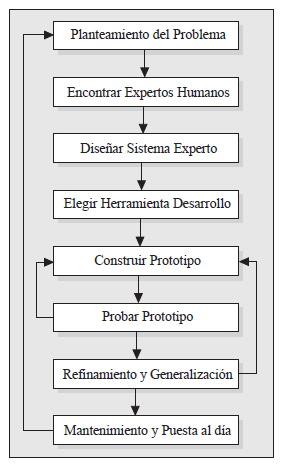 Planteamiento del Problema
Encontrar Expertos Humanos
Diseñar Sistema Experto
Elegir Herramienta Desarrollo
Construir Prototipo
Probar Prototipo
Refinamiento y Generalización
Mantenimiento y Puesta al día